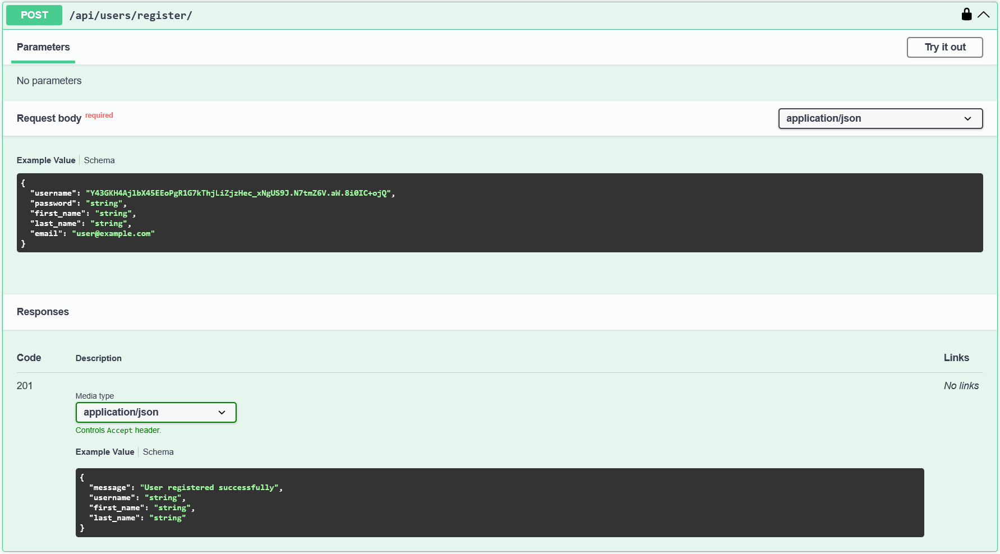 POST /api/users/register/
Parameters
Try it out
No parameters
Request body required
application/json
Example Value Schema
{
"username": "Y43GKH4AjlbX45EEoPgR1G7kThjLiZjzHec_xNgUS9J.N7tmZ6V.aW.8i0IC+ojQ",
"password": "string",
"first_name": "string",
"last_name": "string",
"email": "user@example.com"
}
Responses
Code Description Links
201 No links
Media type
application/json
Controls Accept header.
Example Value Schema
{
"message": "User registered successfully",
"username": "string",
"first_name": "string",
"last_name": "string"
}